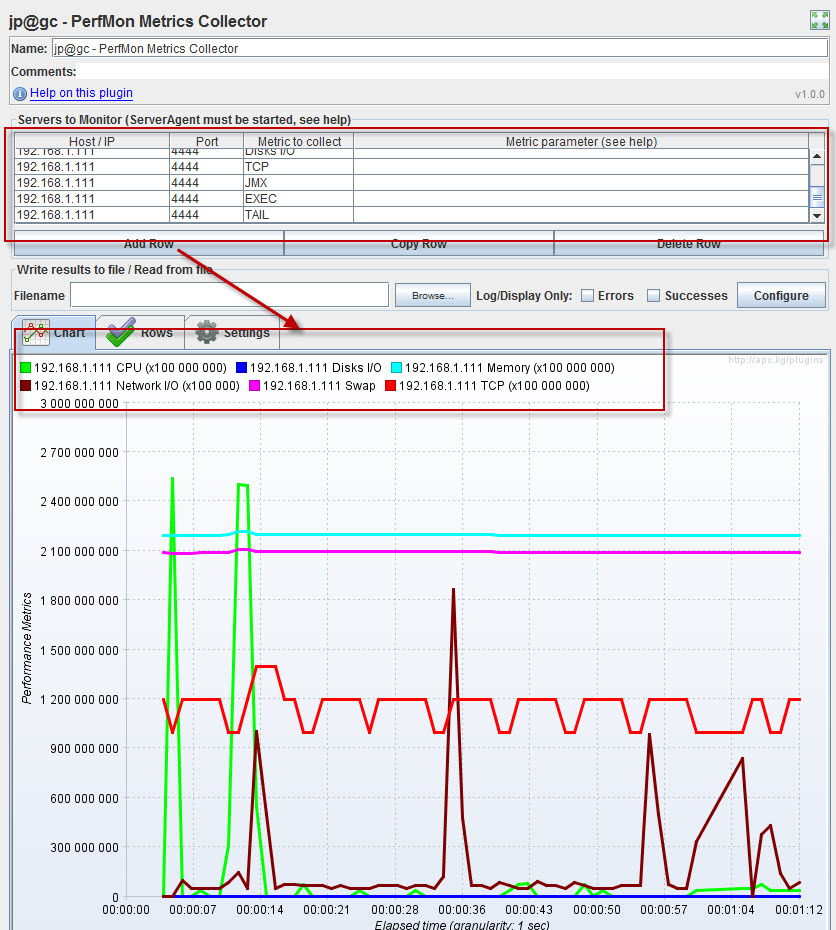 jp@gc - PerfMon Metrics Collector
Name: jp@gc - PerfMon Metrics Collector
Comments:
Help on this plugin v1.0.0
Servers to Monitor (ServerAgent must be started, see help)
Host / IP Port Metric to collect Metric parameter (see help)
192.168.1.111 4444 Disks I/O
192.168.1.111 4444 TCP
192.168.1.111 4444 JMX
192.168.1.111 4444 EXEC
192.168.1.111 4444 TAIL
Add Row Copy Row Delete Row
Write results to file / Read from file
Filename Browse... Log/Display Only: Errors Successes Configure
Chart Rows Settings
http://apc.kg/plugins
192.168.1.111 CPU (x100 000 000) 192.168.1.111 Disks I/O 192.168.1.111 Memory (x100 000 000)
192.168.1.111 Network I/O (x100 000) 192.168.1.111 Swap 192.168.1.111 TCP (x100 000 000)
3 000 000 000
2 700 000 000
2 400 000 000
2 100 000 000
1 800 000 000
1 500 000 000
1 200 000 000
900 000 000
600 000 000
300 000 000
0
Performance Metrics
00:00:00 00:00:07 00:00:14 00:00:21 00:00:28 00:00:36 00:00:43 00:00:50 00:00:57 00:01:04 00:01:12
Elapsed time (granularity: 1 sec)